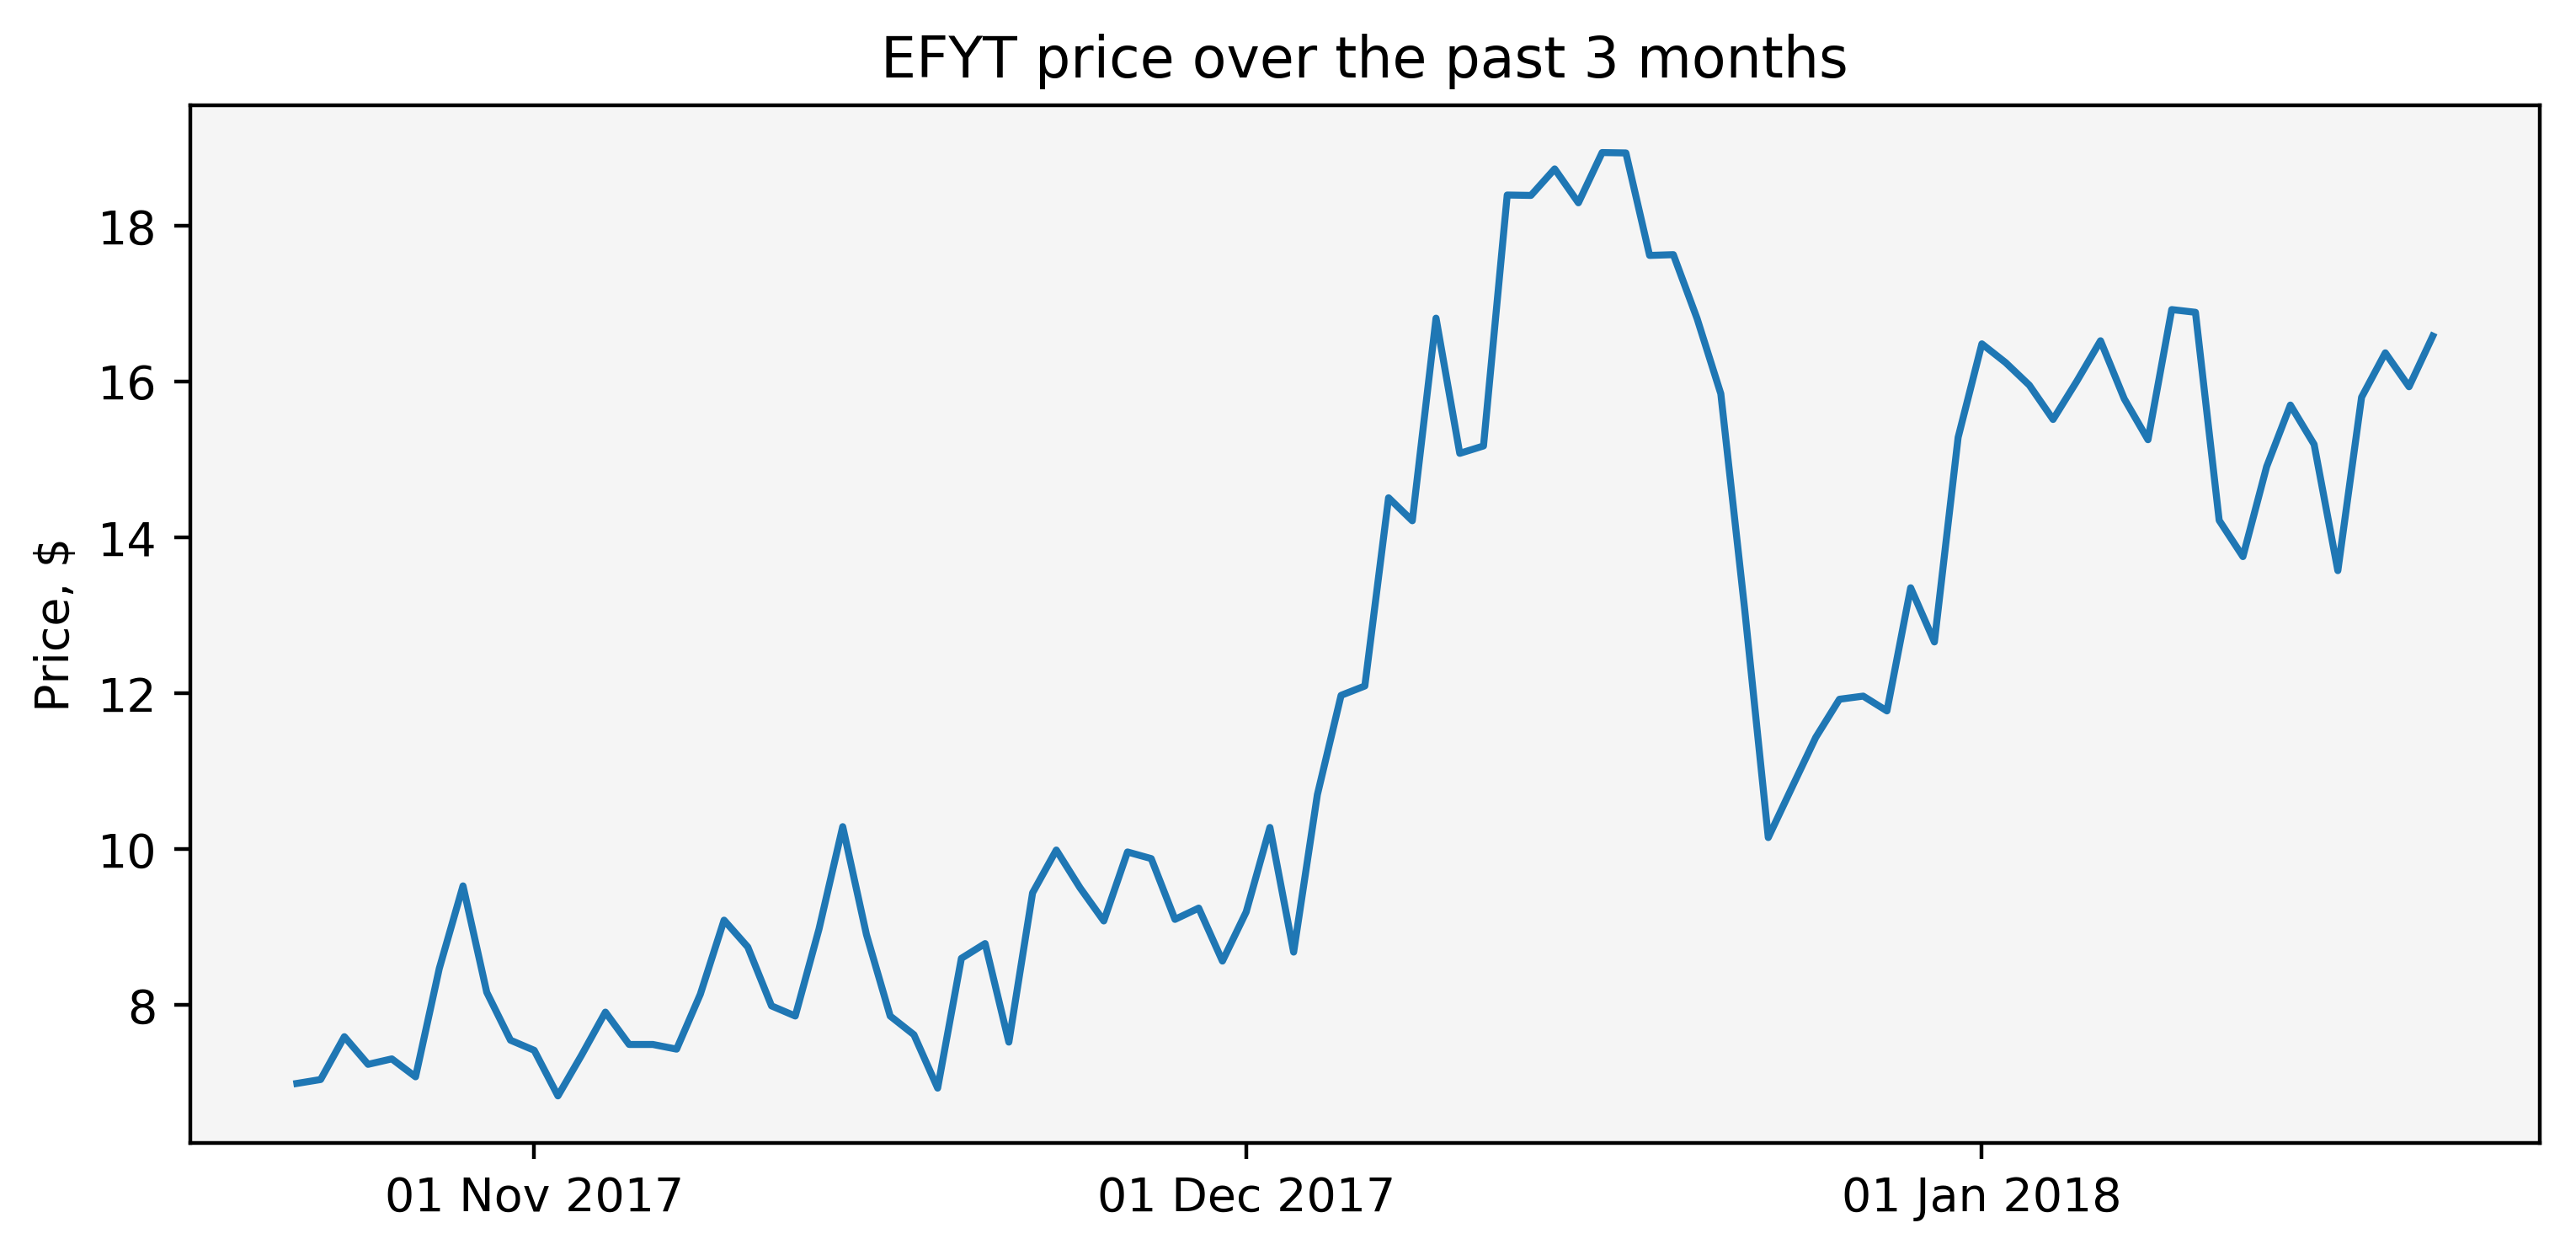 EFYT price over the past 3 months
Price, $
18
16
14
12
10
8
01 Nov 2017
01 Dec 2017
01 Jan 2018